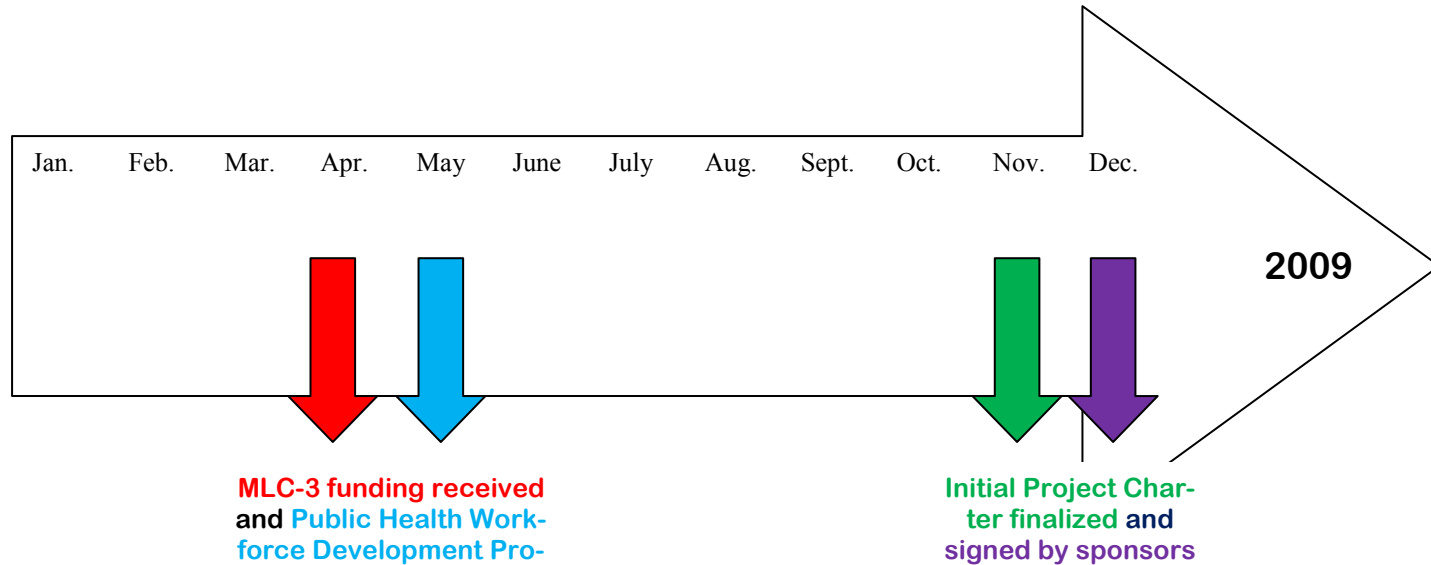 Jan. Feb. Mar. Apr. May June July Aug. Sept. Oct. Nov. Dec.
2009
MLC-3 funding received
and Public Health Work-
force Development Pro-
Initial Project Char-
ter finalized and
signed by sponsors